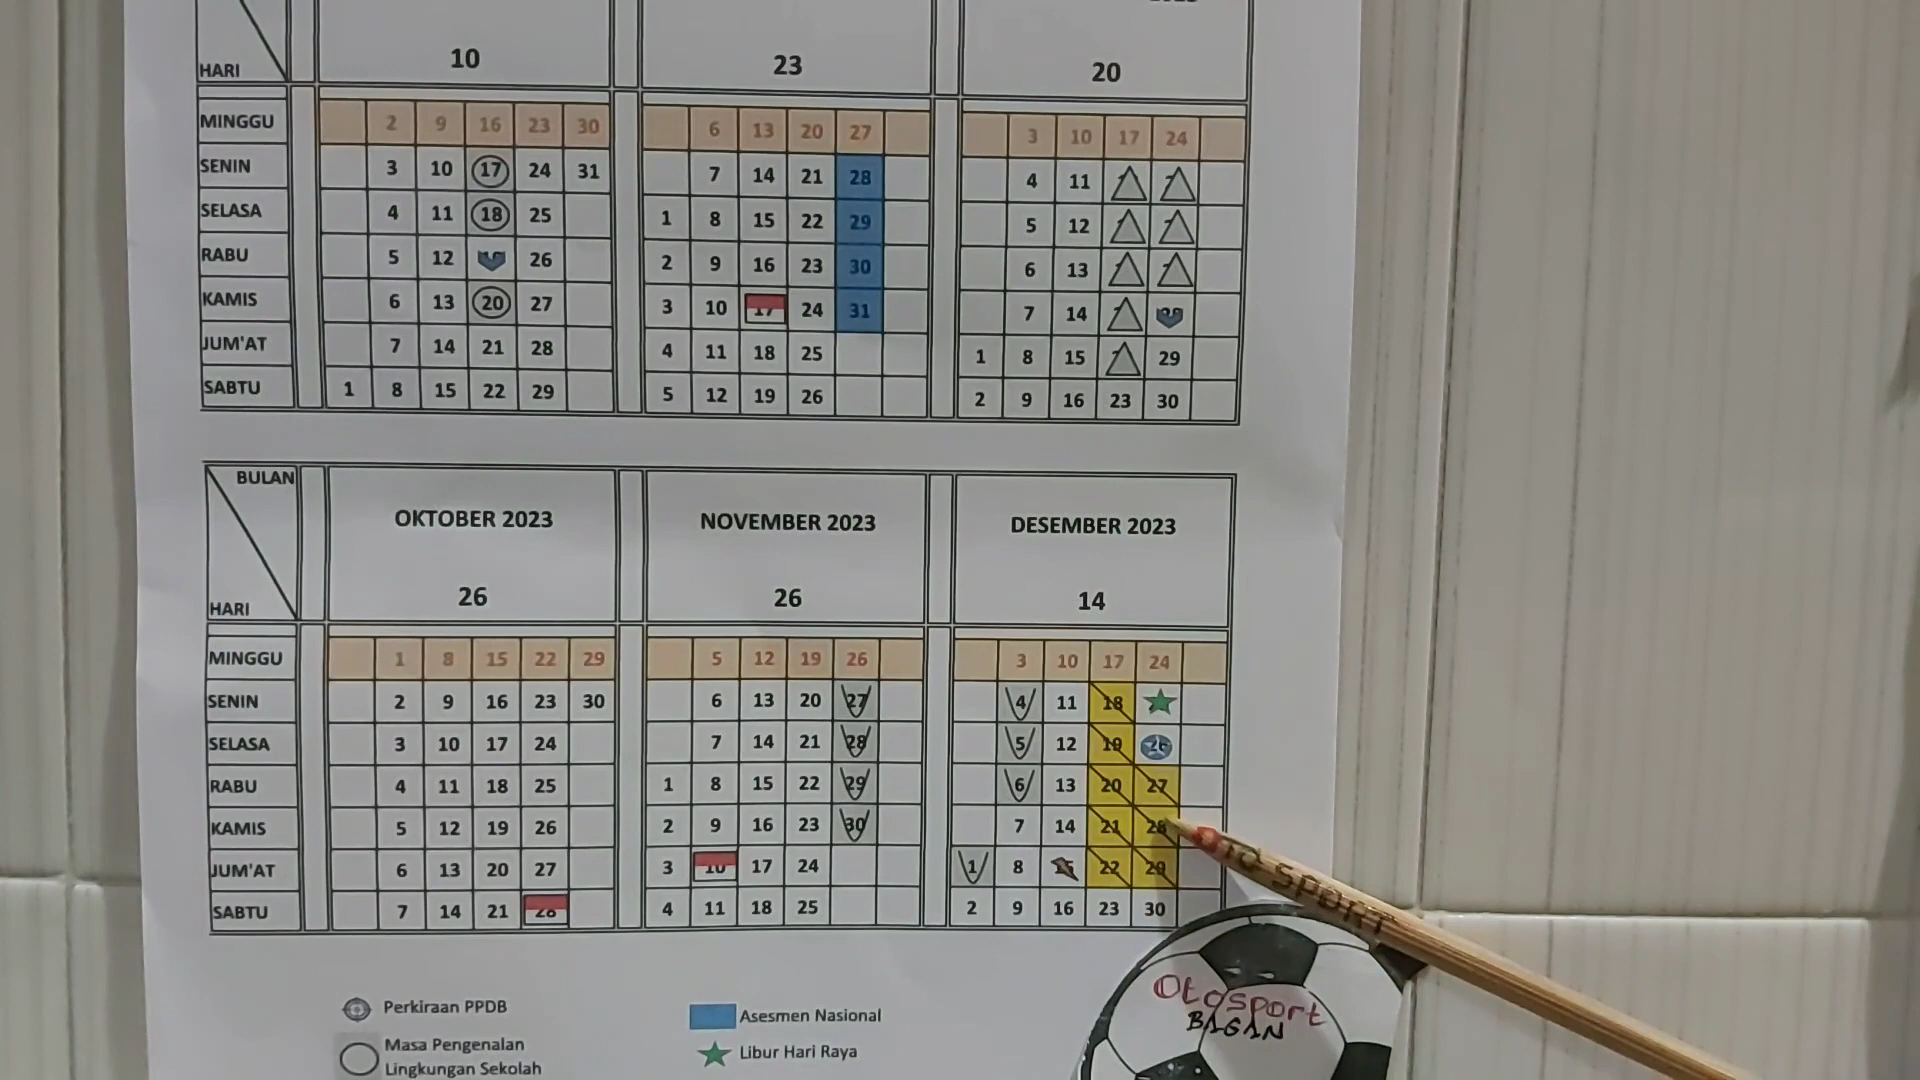 10 23 20
HARI
MINGGU 2 9 16 23 30 6 13 20 27 3 10 17 24
SENIN 3 10 17 24 31 7 14 21 28 4 11
SELASA 4 11 18 25 1 8 15 22 29 5 12
RABU 5 12 26 2 9 16 23 30 6 13
KAMIS 6 13 20 27 3 10 17 24 31 7 14
JUM'AT 7 14 21 28 4 11 18 25 1 8 15 29
SABTU 1 8 15 22 29 5 12 19 26 2 9 16 23 30
BULAN
OKTOBER 2023 NOVEMBER 2023 DESEMBER 2023
26 26 14
HARI
MINGGU 1 8 15 22 29 5 12 19 26 3 10 17 24
SENIN 2 9 16 23 30 6 13 20 27 4 11 18
SELASA 3 10 17 24 7 14 21 28 5 12 19 26
RABU 4 11 18 25 1 8 15 22 29 6 13 20 27
KAMIS 5 12 19 26 2 9 16 23 30 7 14 21 28
JUM'AT 6 13 20 27 3 10 17 24 1 8 15 22 29
SABTU 7 14 21 28 4 11 18 25 2 9 16 23 30
Perkiraan PPDB
Masa Pengenalan
Lingkungan Sekolah
Asesmen Nasional
Libur Hari Raya
OTO SPORT
Otosport
BAGAN